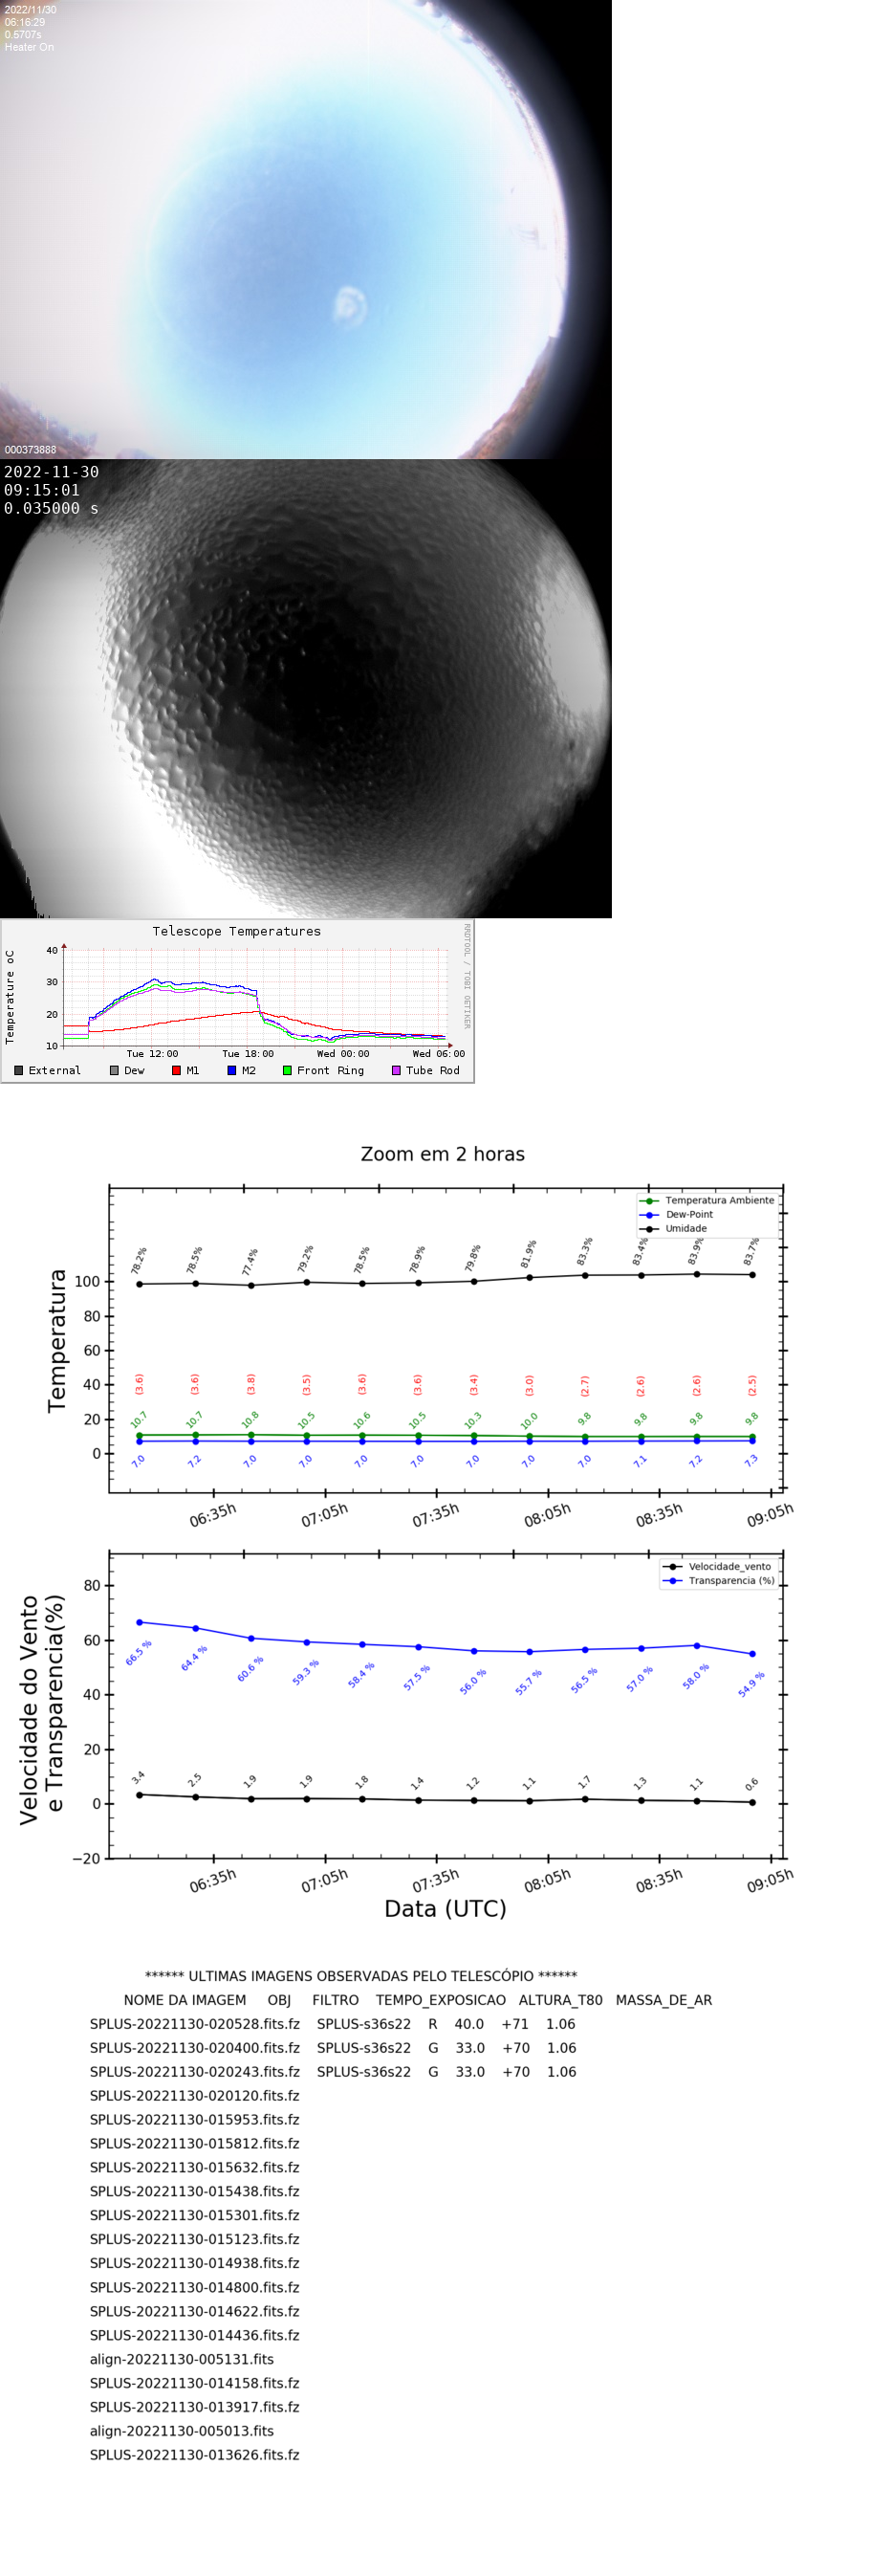 2022/11/30
06:16:29
0.5707s
Heater On
000373888
2022-11-30
09:15:01
0.035000 s
Telescope Temperatures
RRDTOOL / TOBI OETIKER
Temperature oC
40
30
20
10
Tue 12:00 Tue 18:00 Wed 00:00 Wed 06:00
External Dew M1 M2 Front Ring Tube Rod
Zoom em 2 horas
Temperatura Ambiente
Dew-Point
Umidade
Temperatura
100
80
60
40
20
0
78.2% 78.5% 77.4% 79.2% 78.5% 78.9% 79.8% 81.9% 83.3% 83.4% 83.9% 83.7%
(3.6) (3.6) (3.8) (3.5) (3.6) (3.6) (3.4) (3.0) (2.7) (2.6) (2.6) (2.5)
10.7 10.7 10.8 10.5 10.6 10.5 10.3 10.0 9.8 9.8 9.8 9.8
7.0 7.2 7.0 7.0 7.0 7.0 7.0 7.0 7.0 7.1 7.2 7.3
06:35h 07:05h 07:35h 08:05h 08:35h 09:05h
Velocidade_vento
Transparencia (%)
Velocidade do Vento
e Transparencia(%)
80
60
40
20
0
−20
66.5 % 64.4 % 60.6 % 59.3 % 58.4 % 57.5 % 56.0 % 55.7 % 56.5 % 57.0 % 58.0 % 54.9 %
3.4 2.5 1.9 1.9 1.8 1.4 1.2 1.1 1.7 1.3 1.1 0.6
06:35h 07:05h 07:35h 08:05h 08:35h 09:05h
Data (UTC)
****** ULTIMAS IMAGENS OBSERVADAS PELO TELESCÓPIO ******
NOME DA IMAGEM OBJ FILTRO TEMPO_EXPOSICAO ALTURA_T80 MASSA_DE_AR
SPLUS-20221130-020528.fits.fz SPLUS-s36s22 R 40.0 +71 1.06
SPLUS-20221130-020400.fits.fz SPLUS-s36s22 G 33.0 +70 1.06
SPLUS-20221130-020243.fits.fz SPLUS-s36s22 G 33.0 +70 1.06
SPLUS-20221130-020120.fits.fz
SPLUS-20221130-015953.fits.fz
SPLUS-20221130-015812.fits.fz
SPLUS-20221130-015632.fits.fz
SPLUS-20221130-015438.fits.fz
SPLUS-20221130-015301.fits.fz
SPLUS-20221130-015123.fits.fz
SPLUS-20221130-014938.fits.fz
SPLUS-20221130-014800.fits.fz
SPLUS-20221130-014622.fits.fz
SPLUS-20221130-014436.fits.fz
align-20221130-005131.fits
SPLUS-20221130-014158.fits.fz
SPLUS-20221130-013917.fits.fz
align-20221130-005013.fits
SPLUS-20221130-013626.fits.fz